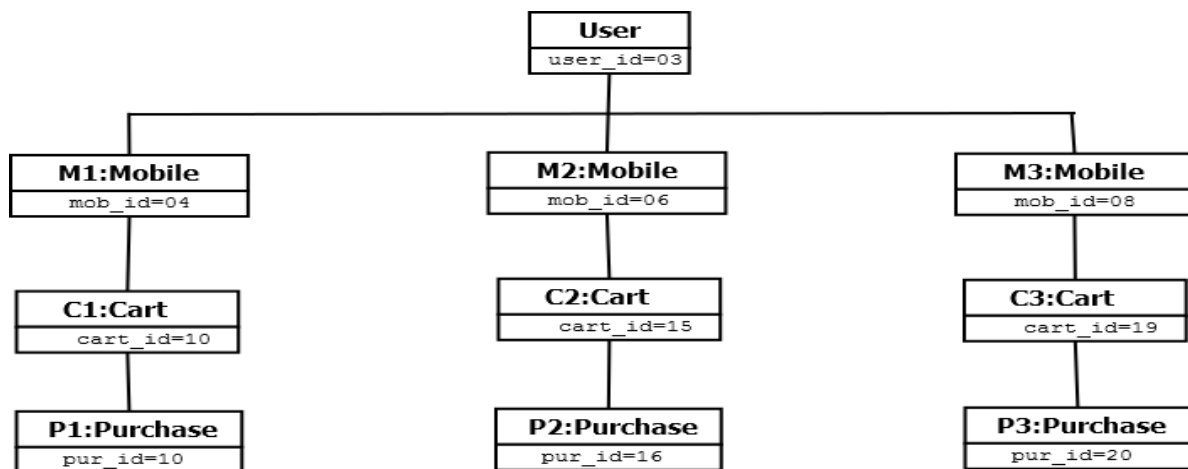 User
user_id=03
M1:Mobile
mob_id=04
M2:Mobile
mob_id=06
M3:Mobile
mob_id=08
C1:Cart
cart_id=10
C2:Cart
cart_id=15
C3:Cart
cart_id=19
P1:Purchase
pur_id=10
P2:Purchase
pur_id=16
P3:Purchase
pur_id=20